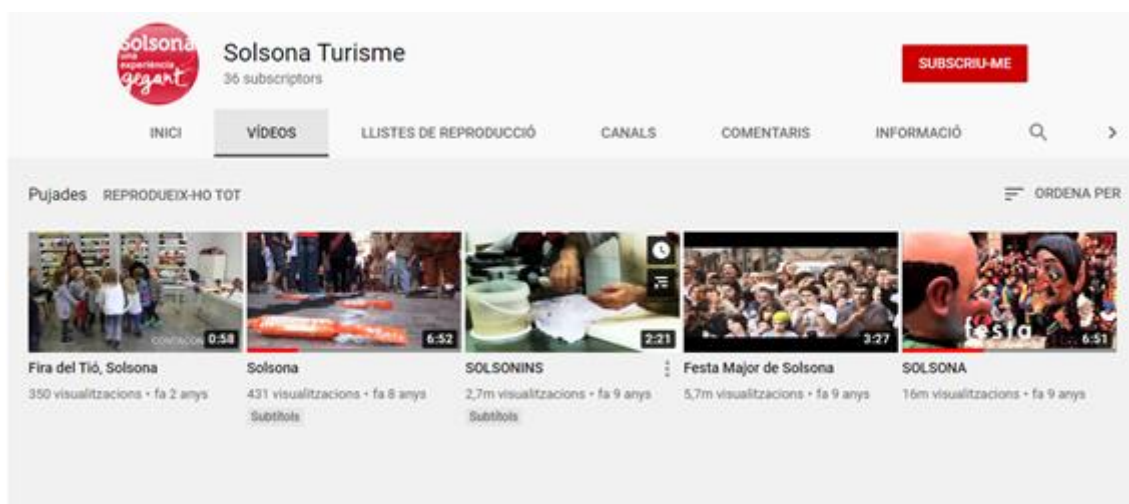 Solsona
una
experiència
gegant
Solsona Turisme
36 subscriptors
SUBSCRIU-ME
INICI VÍDEOS LLISTES DE REPRODUCCIÓ CANALS COMENTARIS INFORMACIÓ
Pujades REPRODUEIX-HO TOT ORDENA PER
0:58 6:52 2:21 3:27 festa 6:51
Fira del Tió, Solsona Solsona SOLSONINS Festa Major de Solsona SOLSONA
350 visualitzacions • fa 2 anys 431 visualitzacions • fa 8 anys 2,7m visualitzacions • fa 9 anys 5,7m visualitzacions • fa 9 anys 16m visualitzacions • fa 9 anys
Subtítols Subtítols